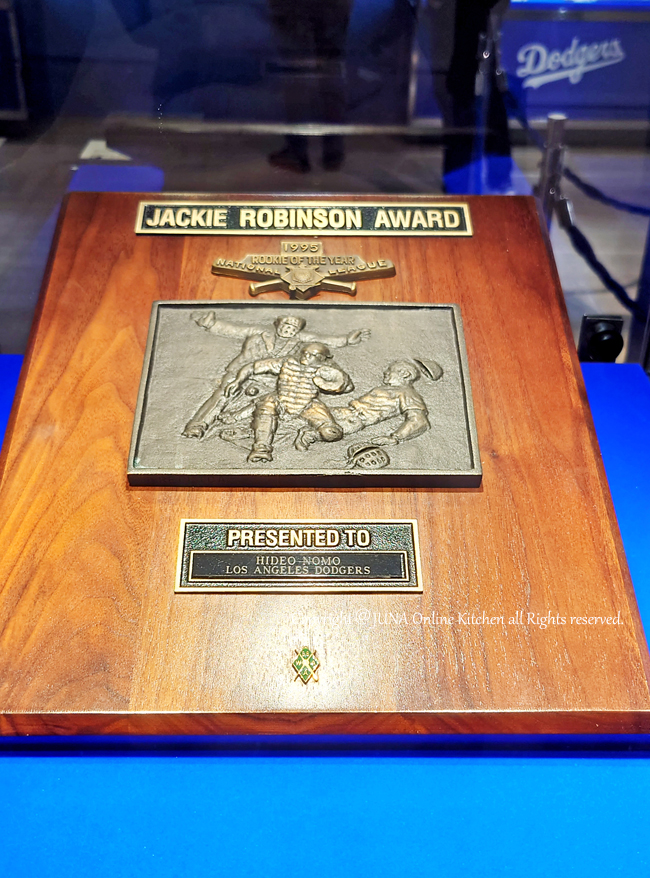 Dodgers
JACKIE ROBINSON AWARD
1995
ROOKIE OF THE YEAR
NATIONAL LEAGUE
PRESENTED TO
HIDEO NOMO
LOS ANGELES DODGERS
Copyright @ JUNA Online Kitchen all Rights reserved.